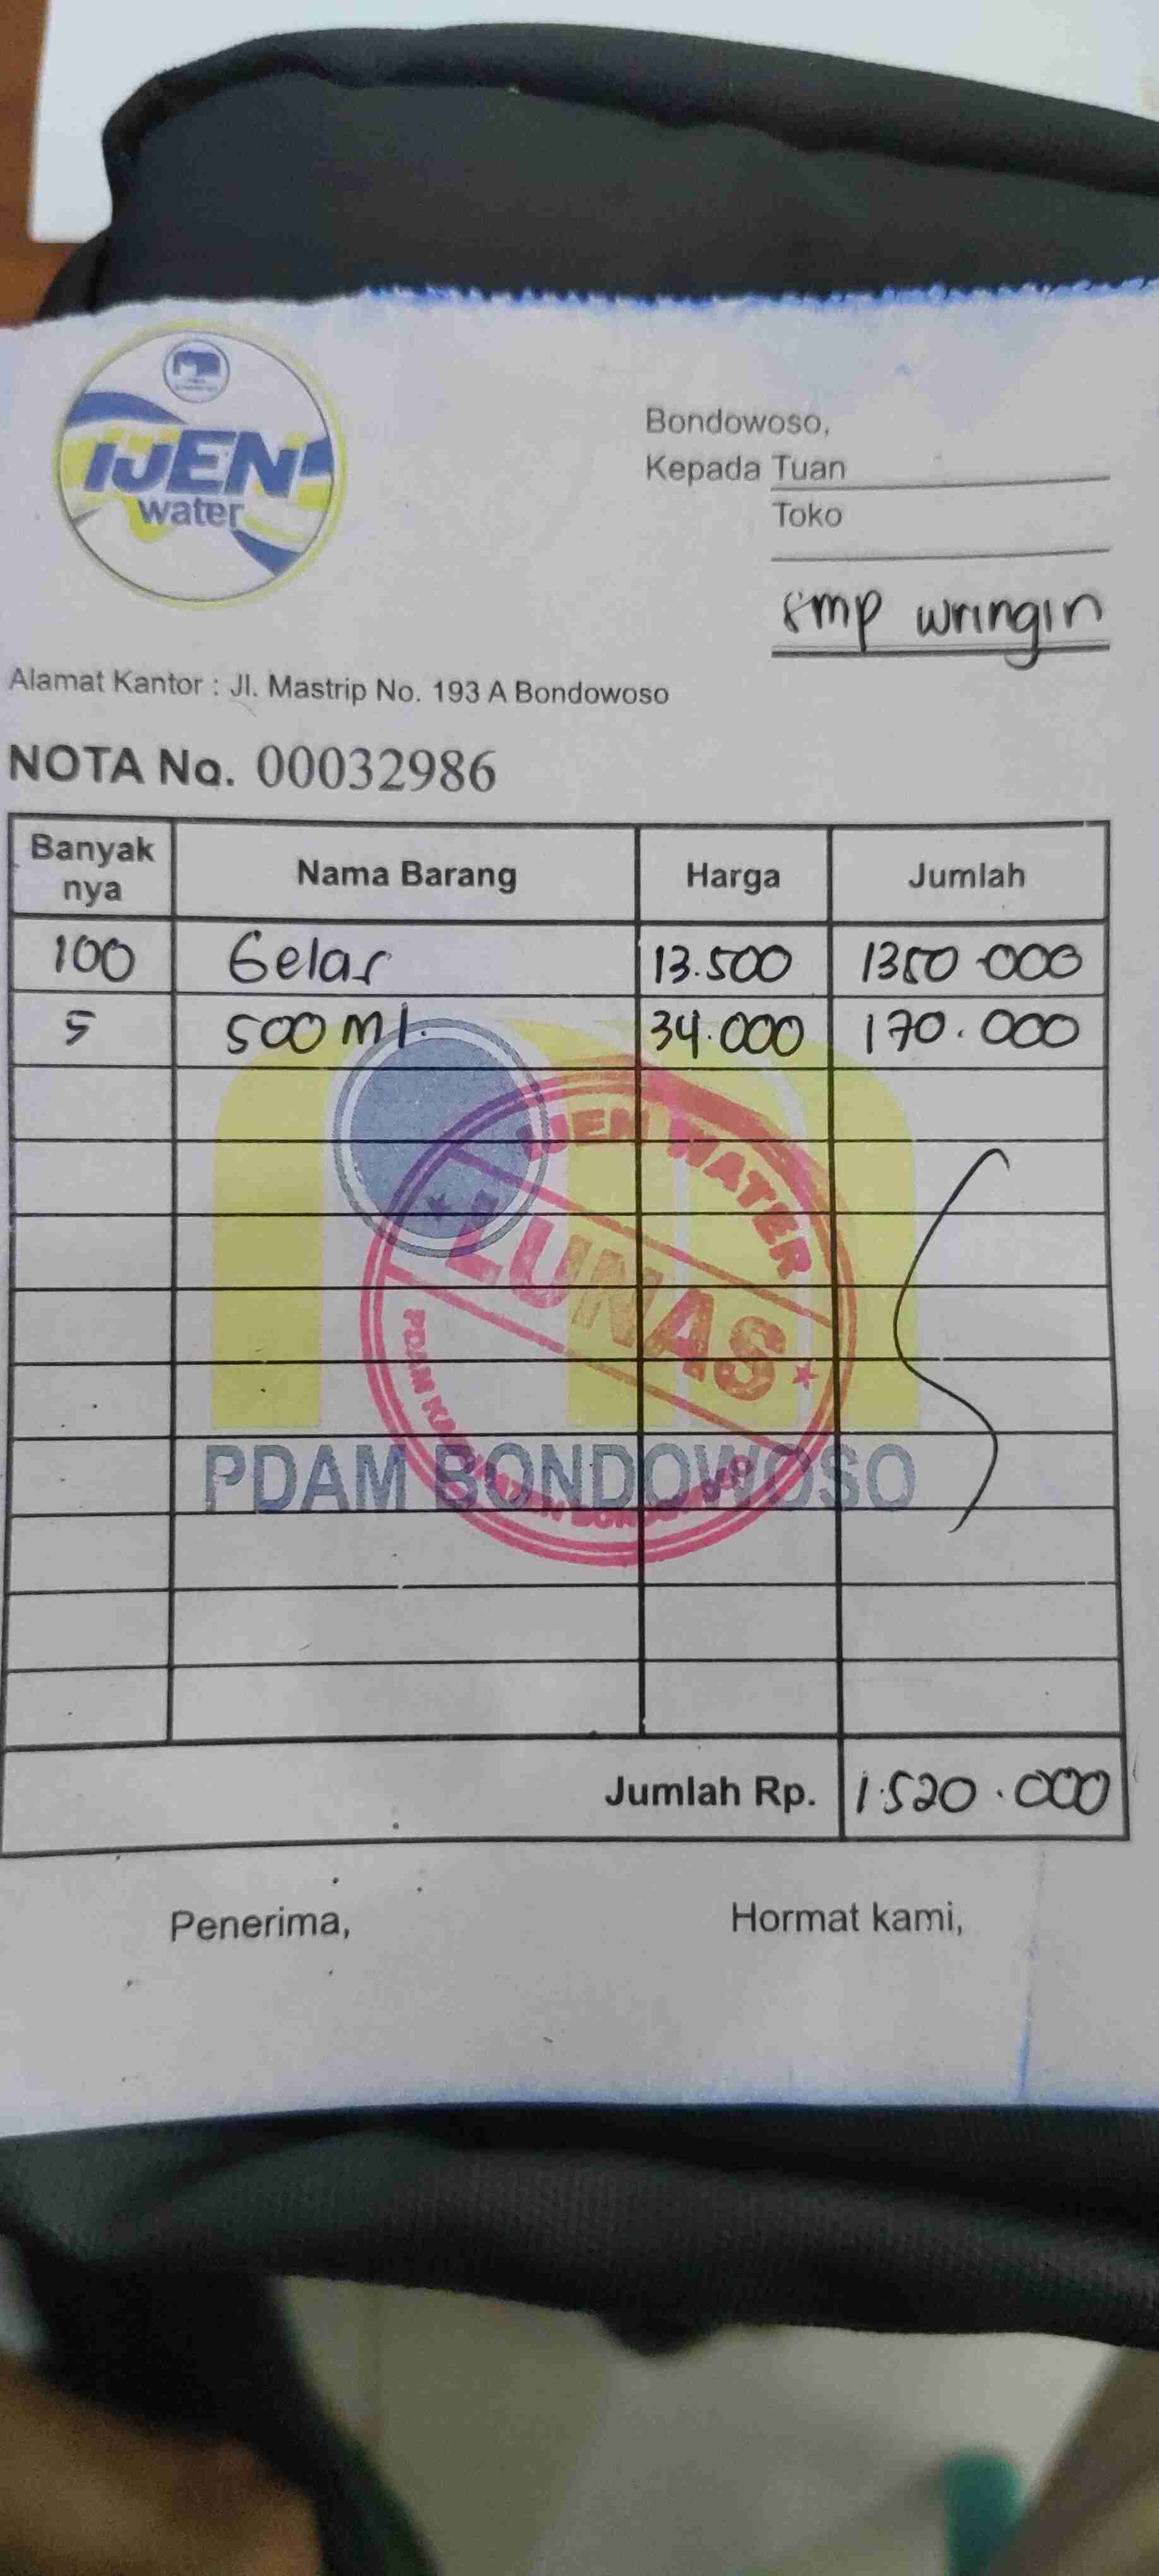 IJEN
water
Bondowoso,
Kepada Tuan
Toko
smp wringin
Alamat Kantor : Jl. Mastrip No. 193 A Bondowoso
NOTA No. 00032986
Banyak nya Nama Barang Harga Jumlah
100 Gelas 13.500 1350.000
5 500 ml. 34.000 170.000
IJEN WATER
LUNAS
PDAM BONDOWOSO
Jumlah Rp. 1.520.000
Penerima, Hormat kami,